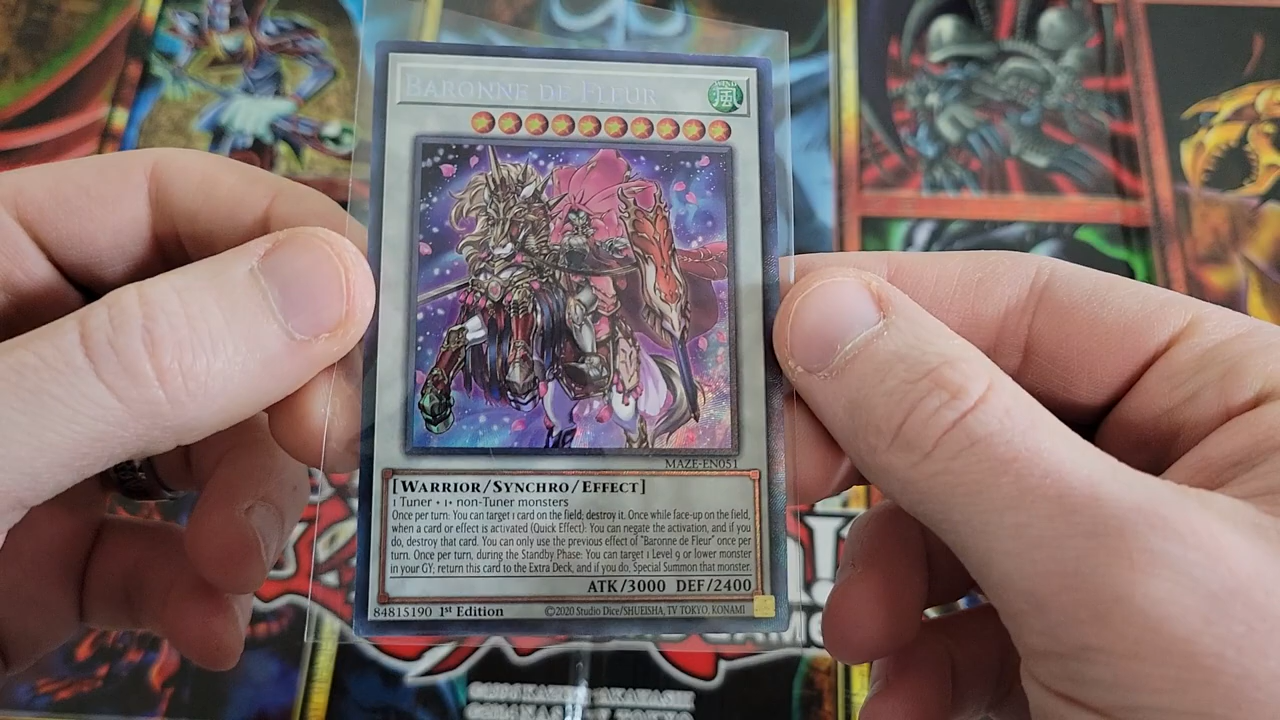 BARONNE DE FLEUR
WIND
風
MAZE-EN051
[WARRIOR/SYNCHRO/EFFECT]
1 Tuner + 1+ non-Tuner monsters
Once per turn: You can target 1 card on the field; destroy it. Once while face-up on the field,
when a card or effect is activated (Quick Effect): You can negate the activation, and if you
do, destroy that card. You can only use the previous effect of "Baronne de Fleur" once per
turn. Once per turn, during the Standby Phase: You can target 1 Level 9 or lower monster
in your GY; return this card to the Extra Deck, and if you do, Special Summon that monster.
ATK/3000 DEF/2400
84815190 1st Edition ©2020 Studio Dice/SHUEISHA, TV TOKYO, KONAMI